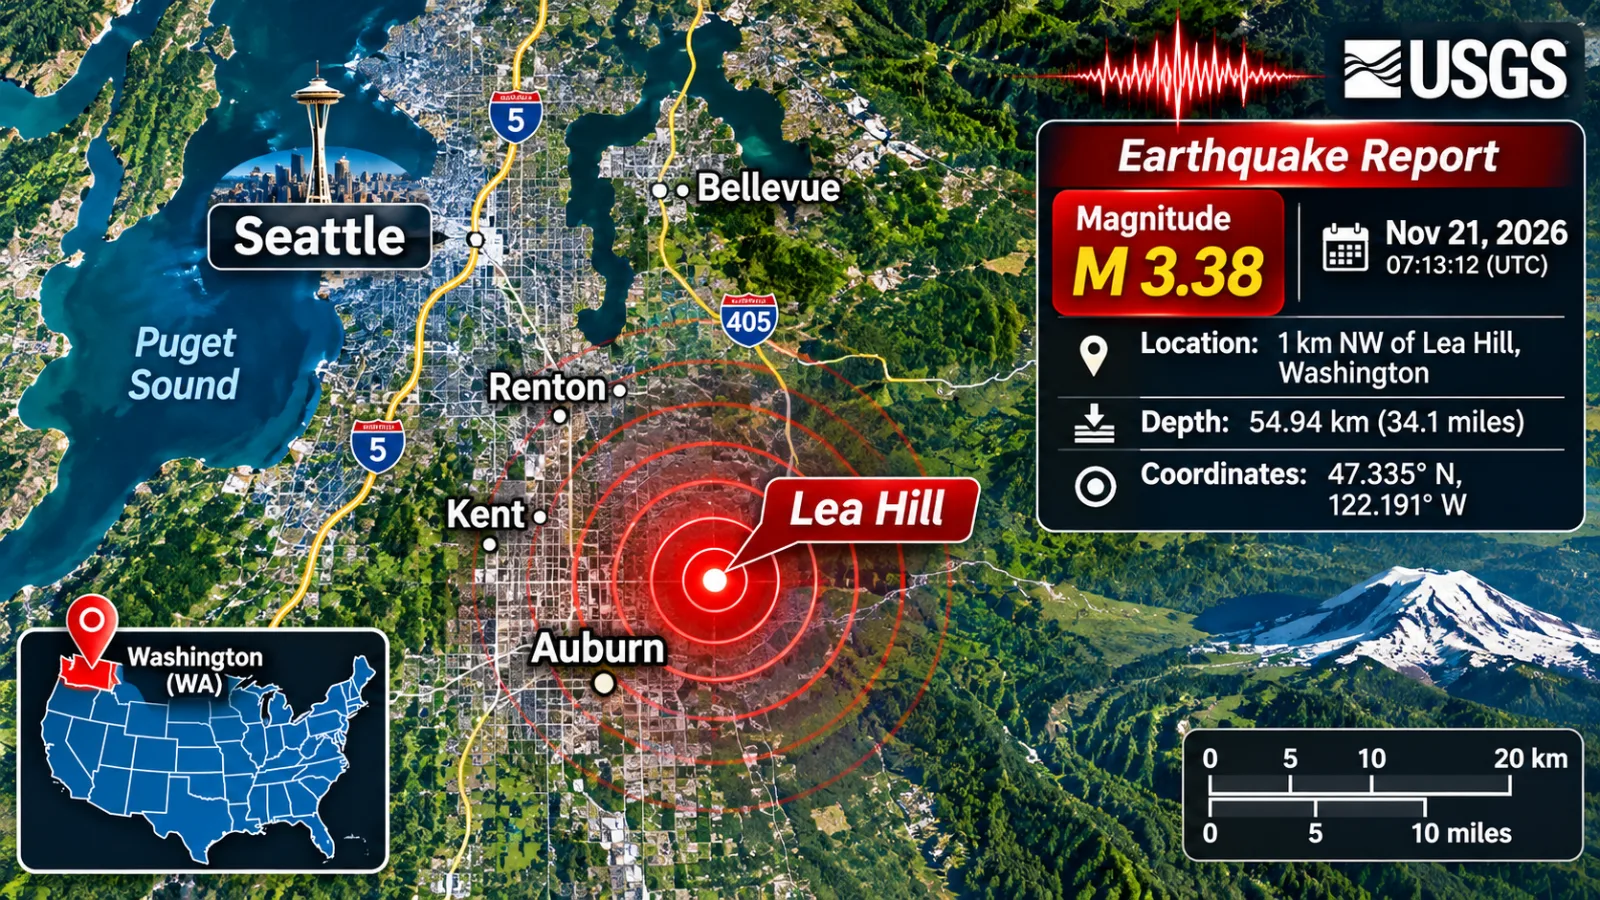 USGS
Earthquake Report
Magnitude
M 3.38
Nov 21, 2026
07:13:12 (UTC)
Location: 1 km NW of Lea Hill,
Washington
Depth: 54.94 km (34.1 miles)
Coordinates: 47.335° N,
122.191° W
5
Bellevue
Seattle
405
Puget
Sound
Renton
5
Kent
Lea Hill
Auburn
Washington
(WA)
0 5 10 20 km
0 5 10 miles